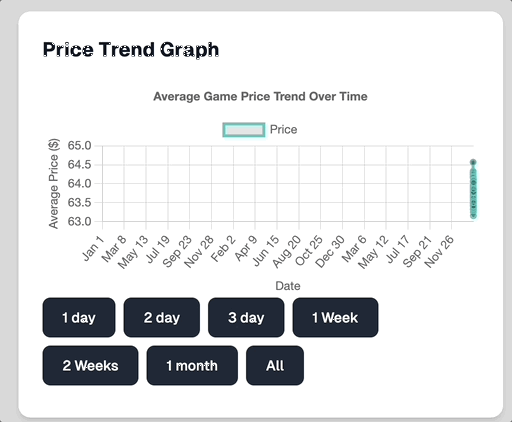 Price Trend Graph
Average Game Price Trend Over Time
Price
Average Price ($)
65.0
64.5
64.0
63.5
63.0
Jan 1 Mar 8 May 13 Jul 19 Sep 23 Nov 28 Feb 2 Apr 9 Jun 15 Aug 20 Oct 25 Dec 30 Mar 6 May 12 Jul 17 Sep 21 Nov 26
Date
1 day 2 day 3 day 1 Week
2 Weeks 1 month All